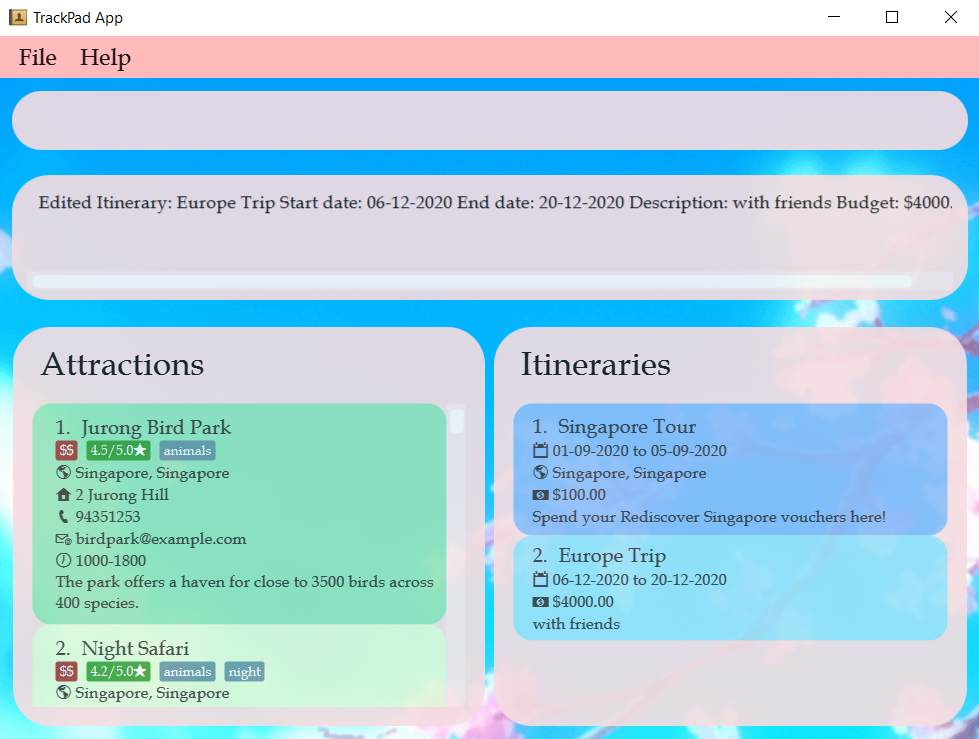 TrackPad App
File Help
Edited Itinerary: Europe Trip Start date: 06-12-2020 End date: 20-12-2020 Description: with friends Budget: $4000.
Attractions
1. Jurong Bird Park
$$ 4.5/5.0★ animals
Singapore, Singapore
2 Jurong Hill
94351253
birdpark@example.com
1000-1800
The park offers a haven for close to 3500 birds across
400 species.
2. Night Safari
$$ 4.2/5.0★ animals night
Singapore, Singapore
Itineraries
1. Singapore Tour
01-09-2020 to 05-09-2020
Singapore, Singapore
$100.00
Spend your Rediscover Singapore vouchers here!
2. Europe Trip
06-12-2020 to 20-12-2020
$4000.00
with friends